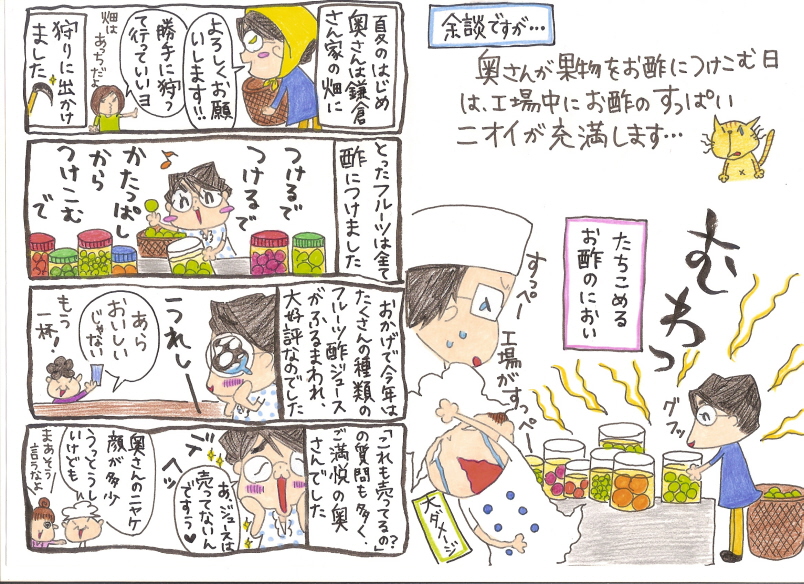 夏のはじめ
奥さんは鎌倉
さん家の畑に
よろしくお願
いします!!
勝手に狩っ
て行っていいヨ
畑は
あっちだよ
狩りに出かけ
ました
とったフルーツは全て
酢につけました
つけるで
つけるで
かたっぱし
から
つけこむ
で
おかげで今年は
たくさんの種類の
フルーツ酢ジュース
がふるまわれ、
大好評なのでした
うれしー
あら
おいしい
じゃない
もう
一杯!
「これも売ってるの」?
の質問も多く、
ご満悦の奥
さんでした
あ、ジュースは
売ってないん
ですぅ♥
デヘッ
奥さんのニヤケ
顔が多少
うっとうし
いけども
まあそう
言うなよ
余談ですが…
奥さんが果物をお酢につけこむ日
は、工場中にお酢のすっぱい
ニオイが充満します…
たちこめる
お酢のにおい
むわっ
グフッ
すっぺー
工場がすっぺー
大ダメージ